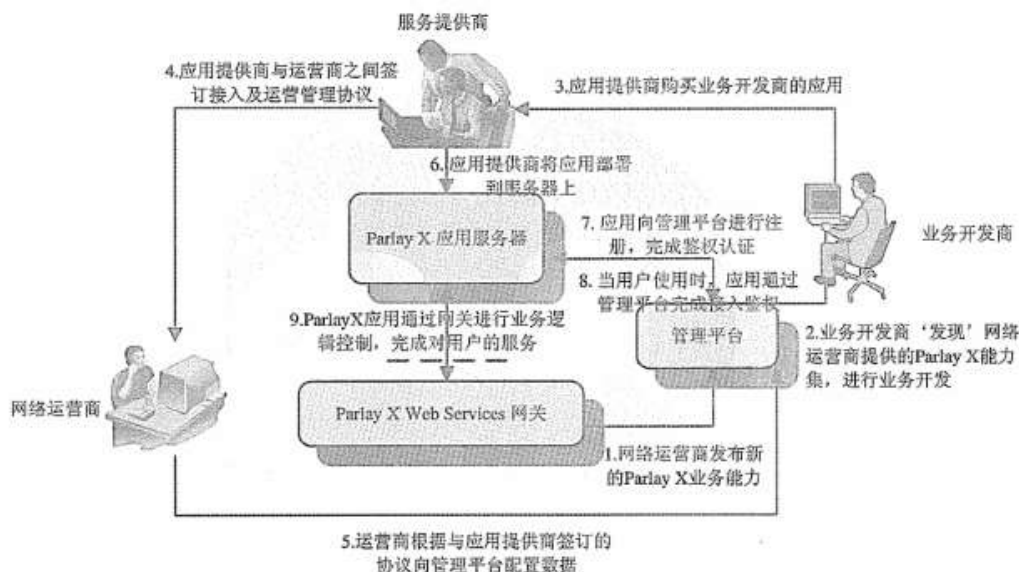 服务提供商
4.应用提供商与运营商之间签
订接入及运营管理协议
3.应用提供商购买业务开发商的应用
6.应用提供商将应用部署
到服务器上
Parlay X 应用服务器
7.应用向管理平台进行注
册，完成鉴权认证
业务开发商
8.当用户使用时，应用通过
管理平台完成接入鉴权
9.ParlayX应用通过网关进行业务逻
辑控制，完成对用户的服务
管理平台
2.业务开发商‘发现’网络
运营商提供的Parlay X能力
集，进行业务开发
网络运营商
Parlay X Web Services 网关
1.网络运营商发布新
的Parlay X业务能力
5.运营商根据与应用提供商签订的
协议向管理平台配置数据